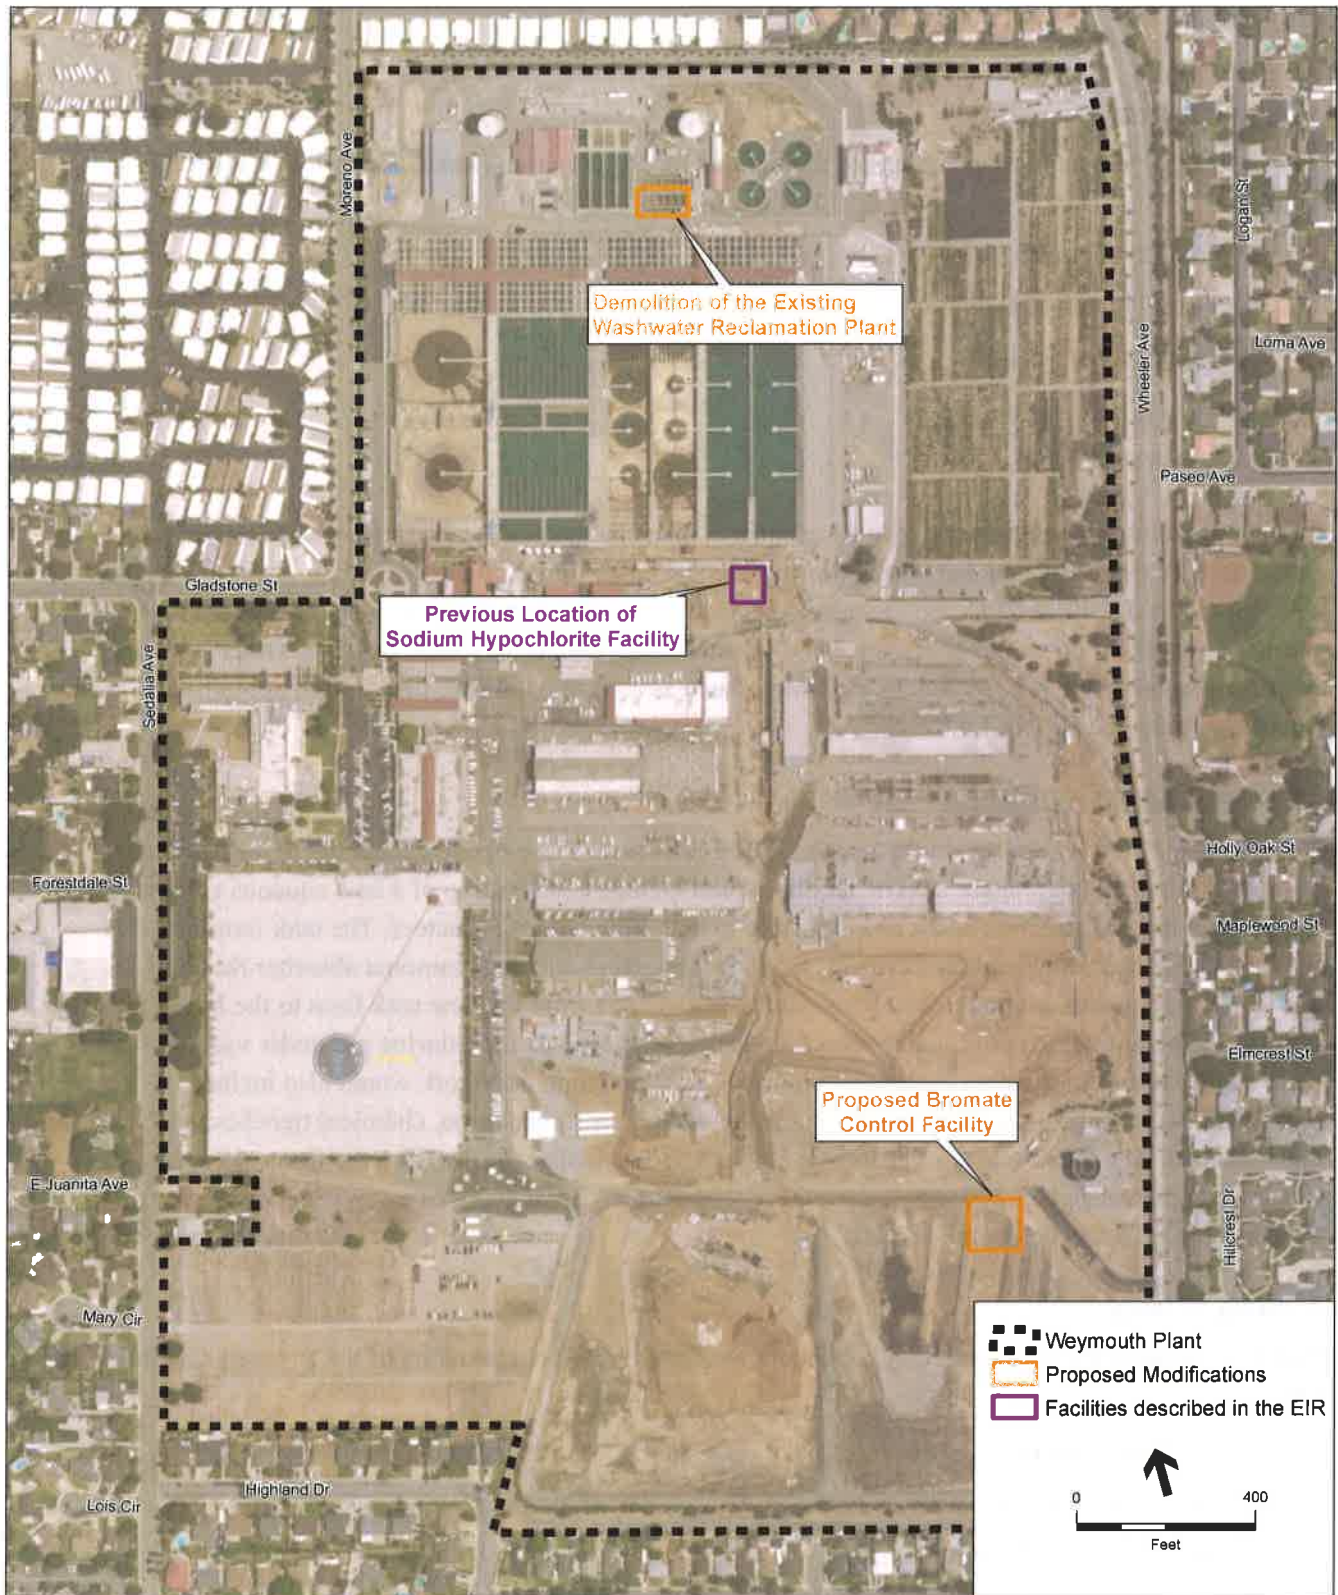 Moreno Ave
Logan St
Demolition of the Existing
Washwater Reclamation Plant
Loma Ave
Wheeler Ave
Paseo Ave
Gladstone St
Previous Location of
Sodium Hypochlorite Facility
Sedalia Ave
Holly Oak St
Forestdale St
Maplewood St
Elmcrest St
Proposed Bromate
Control Facility
E Juanita Ave
Hillcrest Dr
Mary Cir
Weymouth Plant
Proposed Modifications
Facilities described in the EIR
Highland Dr
Lois Cir
0
400
Feet